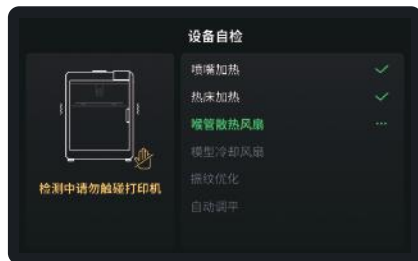 设备自检
喷嘴加热
热床加热
喉管散热风扇
模型冷却风扇
振纹优化
自动调平
检测中请勿触碰打印机